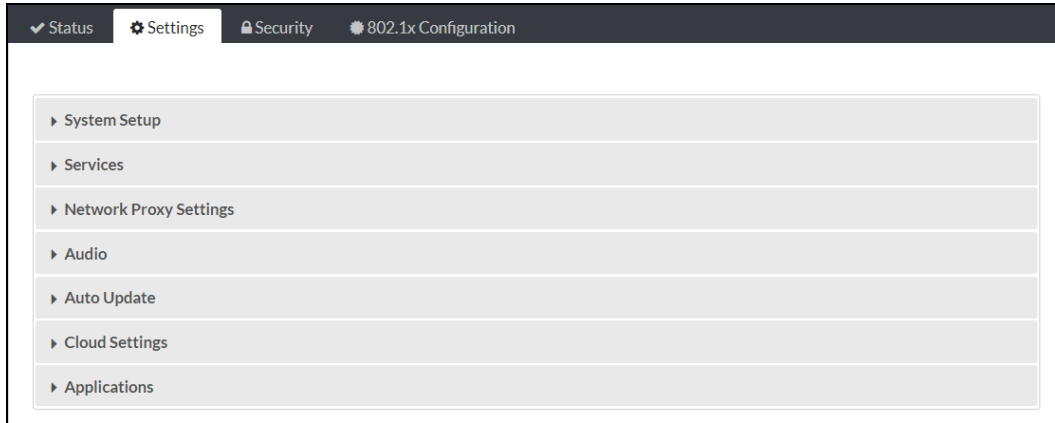 Status Settings Security 802.1x Configuration
System Setup
Services
Network Proxy Settings
Audio
Auto Update
Cloud Settings
Applications